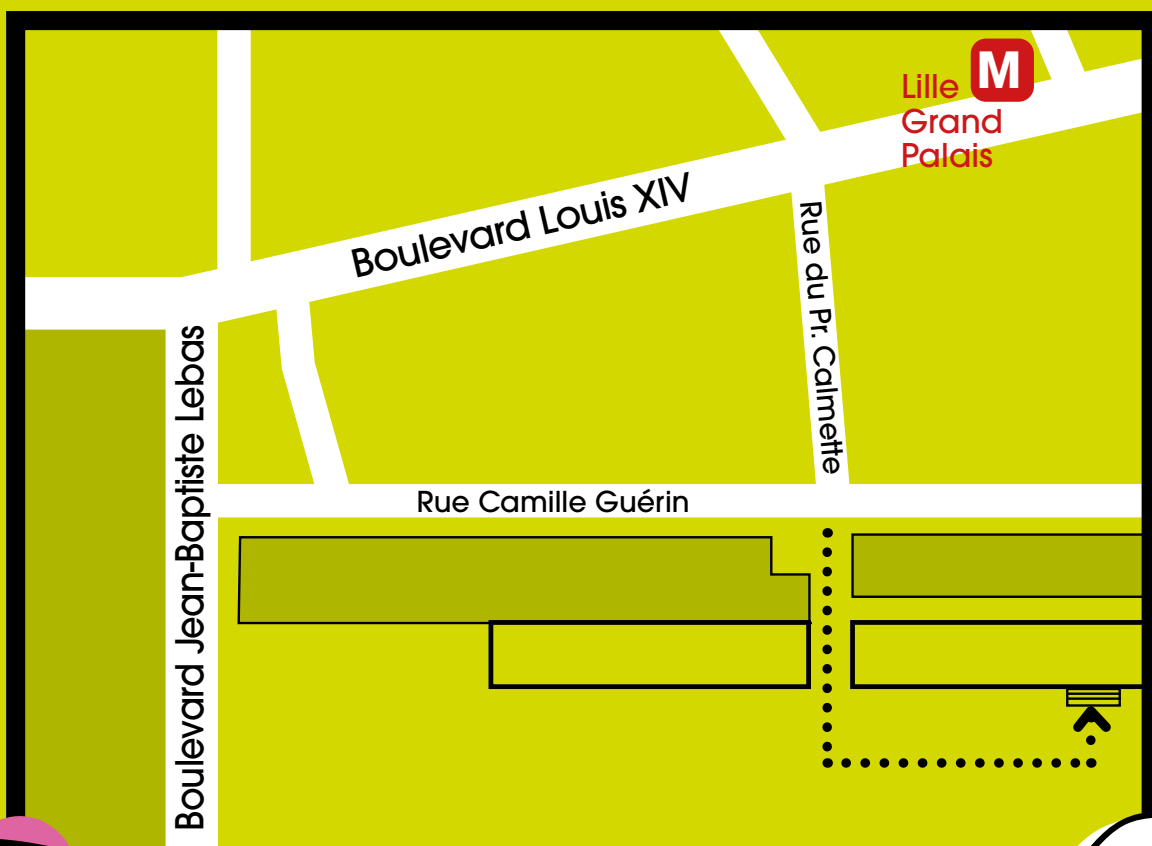 M
Lille
Grand
Palais
Boulevard Louis XIV
Rue du Pr. Calmette
Boulevard Jean-Baptiste Lebas
Rue Camille Guérin